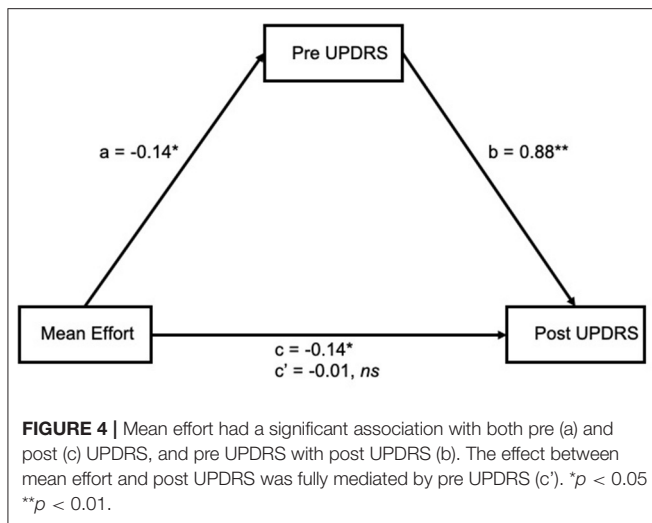 Pre UPDRS
a = -0.14*
b = 0.88**
Mean Effort
Post UPDRS
c = -0.14*
c' = -0.01, ns
FIGURE 4 | Mean effort had a significant association with both pre (a) and
post (c) UPDRS, and pre UPDRS with post UPDRS (b). The effect between
mean effort and post UPDRS was fully mediated by pre UPDRS (c'). *p < 0.05
**p < 0.01.